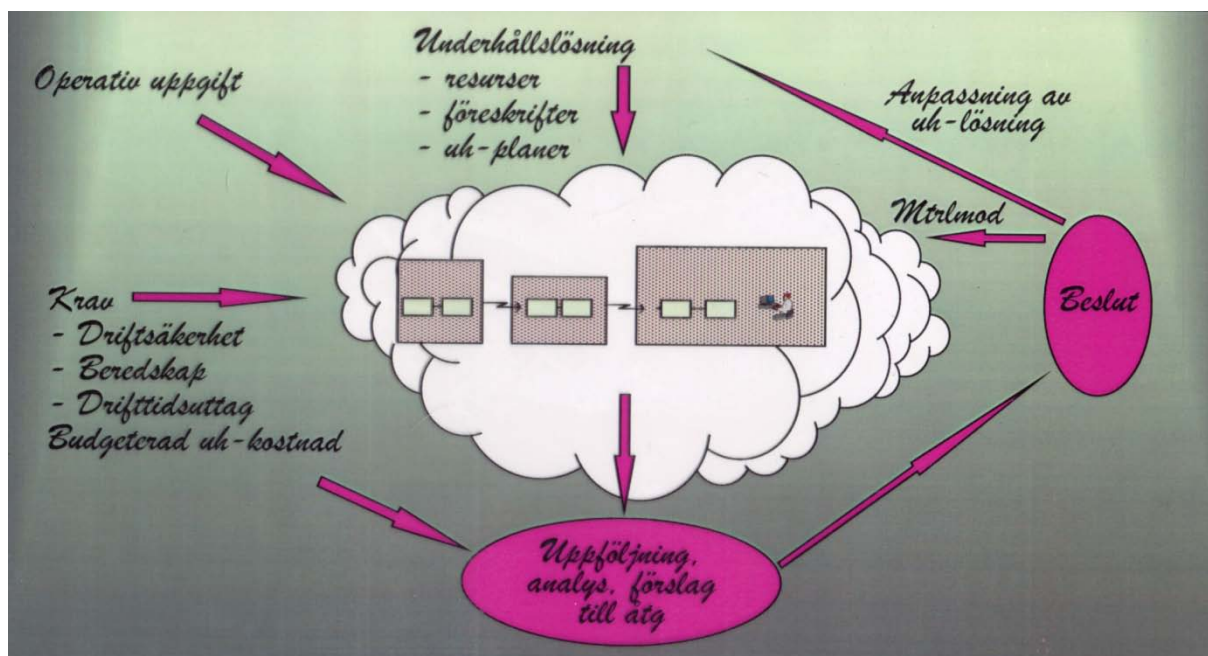 Operativ uppgift
Underhållslösning
- resurser
- föreskrifter
- uh-planer
Anpassning av
uh-lösning
Mtrlmod
Krav
- Driftsäkerhet
- Beredskap
- Drifttidsuttag
Budgeterad uh-kostnad
Beslut
Uppföljning,
analys, förslag
till åtg